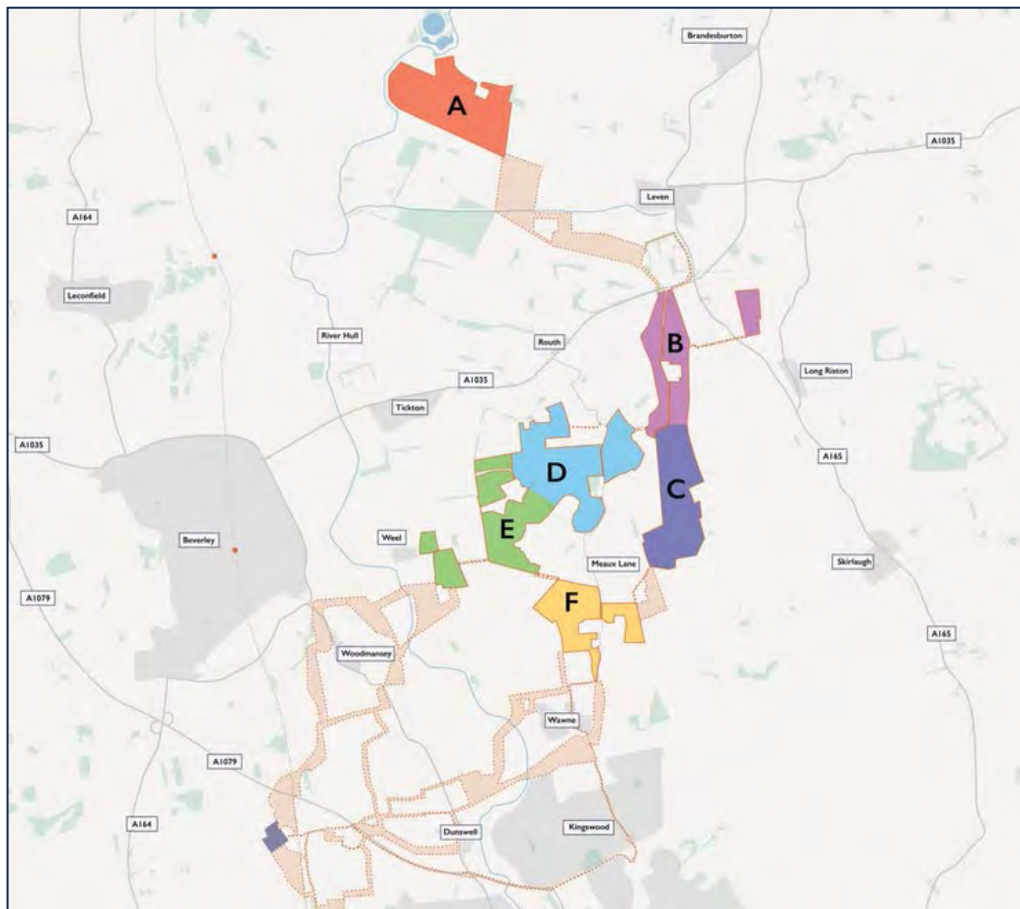 Brandesburton
A
A1035
Leven
A164
Leconfield
River Hull
B
Routh
Long Riston
A1035
Tickton
A1035
D
C
A165
E
Beverley
Weel
Meaux Lane
Skirlaugh
A1079
F
A165
Woodmansey
Wawne
A1079
A164
Dunswell
Kingswood